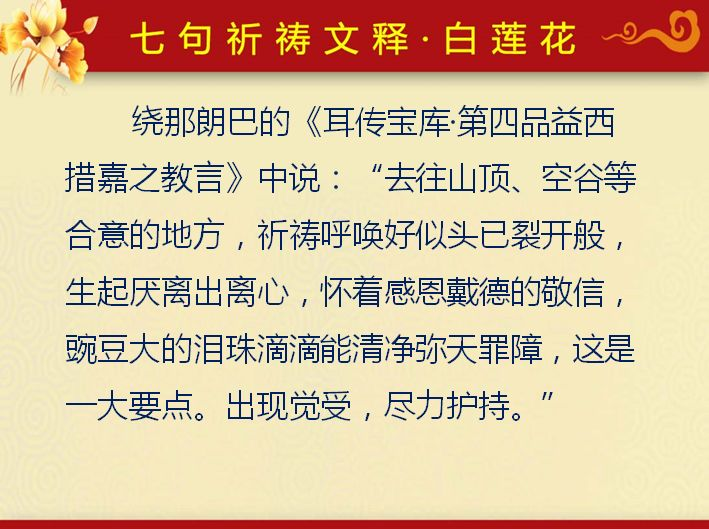 七句祈祷文释·白莲花
绕那朗巴的《耳传宝库·第四品益西
措嘉之教言》中说：“去往山顶、空谷等
合意的地方，祈祷呼唤好似头已裂开般，
生起厌离出离心，怀着感恩戴德的敬信，
豌豆大的泪珠滴滴能清净弥天罪障，这是
一大要点。出现觉受，尽力护持。”